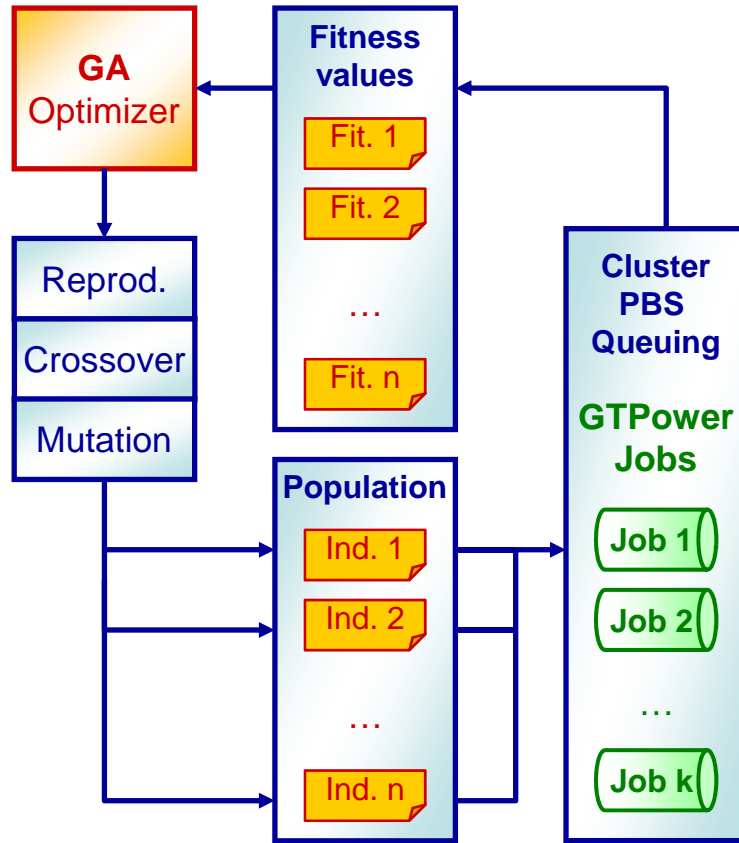 GA
Optimizer
Reprod.
Crossover
Mutation
Fitness
values
Fit. 1
Fit. 2
...
Fit. n
Population
Ind. 1
Ind. 2
...
Ind. n
Cluster
PBS
Queuing
GTPower
Jobs
Job 1
Job 2
...
Job k